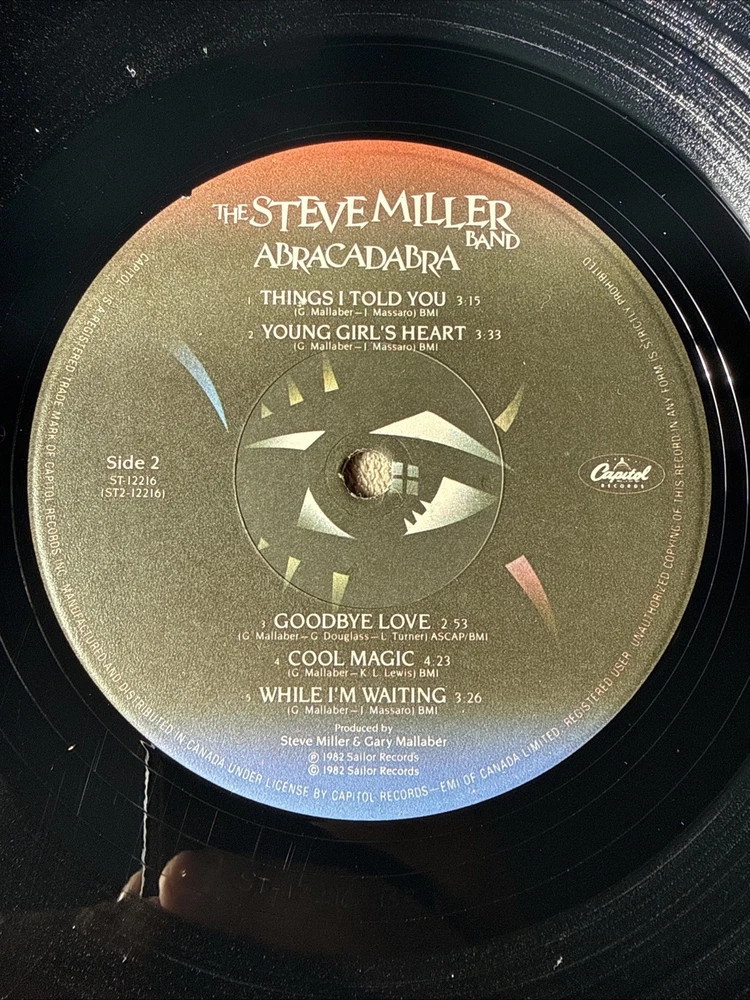 THE STEVE MILLER
BAND
ABRACADABRA
1 THINGS I TOLD YOU 3:15
(G. Mallaber—J. Massaro) BMI
2 YOUNG GIRL'S HEART 3:33
(G. Mallaber—J. Massaro) BMI
Side 2
ST-12216
(ST2-12216)
Capitol
RECORDS
3 GOODBYE LOVE 2:53
(G. Mallaber—G. Douglass—L. Turner) ASCAP/BMI
4 COOL MAGIC 4:23
(G. Mallaber—K. L. Lewis) BMI
5 WHILE I'M WAITING 3:26
(G. Mallaber—J. Massaro) BMI
Produced by
Steve Miller & Gary Mallaber
℗ 1982 Sailor Records
© 1982 Sailor Records
CAPITOL IS A REGISTERED TRADE MARK OF CAPITOL RECORDS INC. MANUFACTURED AND DISTRIBUTED IN CANADA UNDER LICENSE BY CAPITOL RECORDS—EMI OF CANADA LIMITED, REGISTERED USER. UNAUTHORIZED COPYING OF THIS RECORD IN ANY FORM IS STRICTLY PROHIBITED